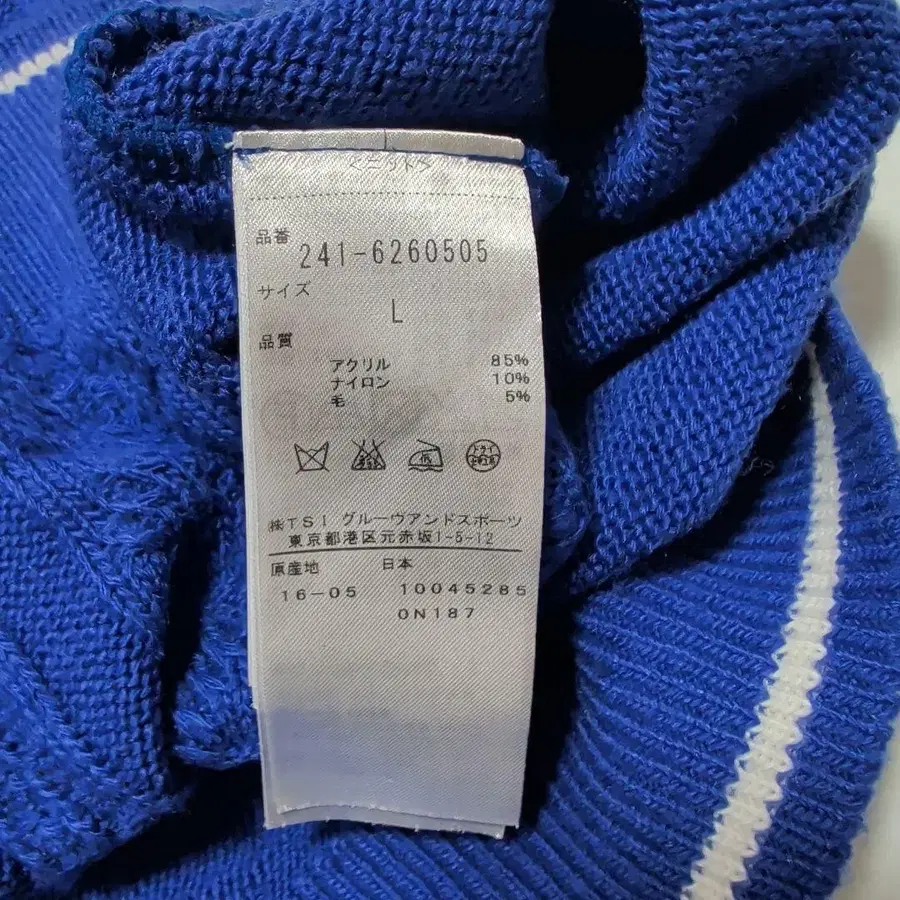 <ニット>
品番
241-6260505
サイズ
L
品質
アクリル 85%
ナイロン 10%
毛 5%
㈱TSI グルーヴアンドスポーツ
東京都港区元赤坂1-5-12
原産地 日本
16-05 10045285
0N187